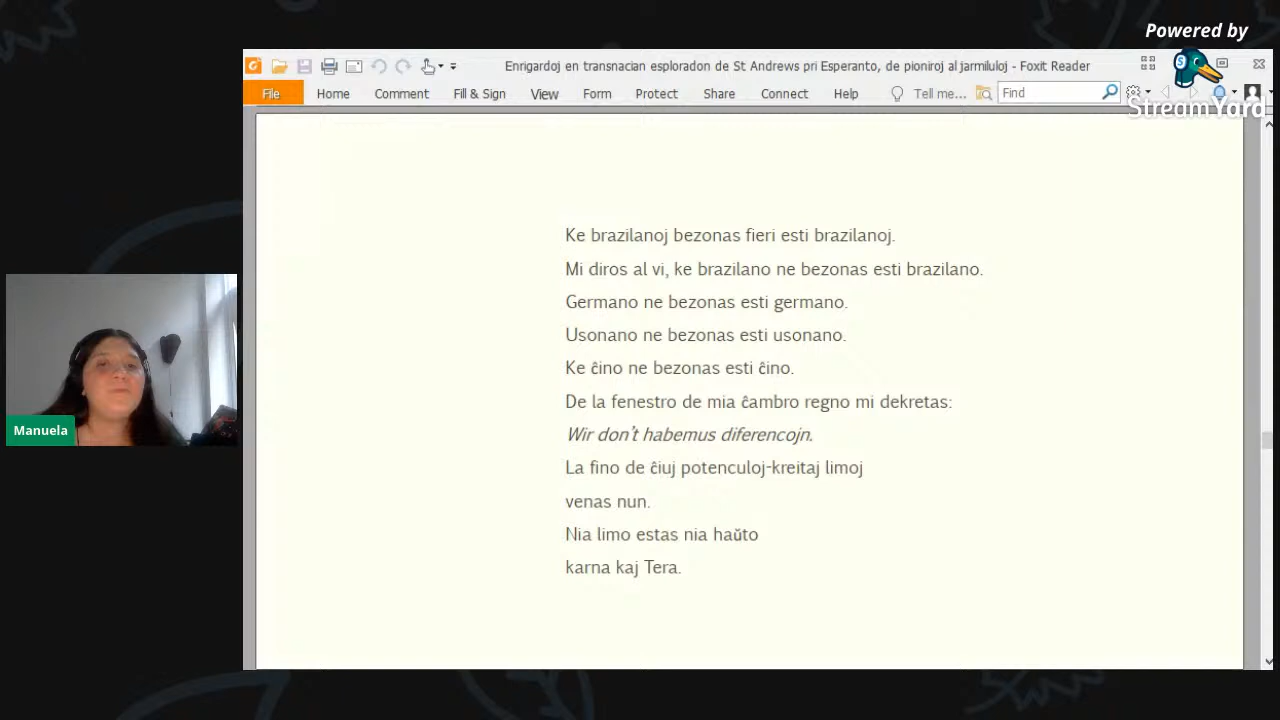 Powered by
StreamYard
Enrigardoj en transnacian esploradon de St Andrews pri Esperanto, de pioniroj al jarmiluloj - Foxit Reader
File Home Comment Fill & Sign View Form Protect Share Connect Help Tell me... Find
Ke brazilanoj bezonas fieri esti brazilanoj.
Mi diros al vi, ke brazilano ne bezonas esti brazilano.
Germano ne bezonas esti germano.
Usonano ne bezonas esti usonano.
Ke ĉino ne bezonas esti ĉino.
De la fenestro de mia ĉambro regno mi dekretas:
Wir don't habemus diferencojn.
La fino de ĉiuj potenculoj-kreitaj limoj
venas nun.
Nia limo estas nia haŭto
karna kaj Tera.
Manuela